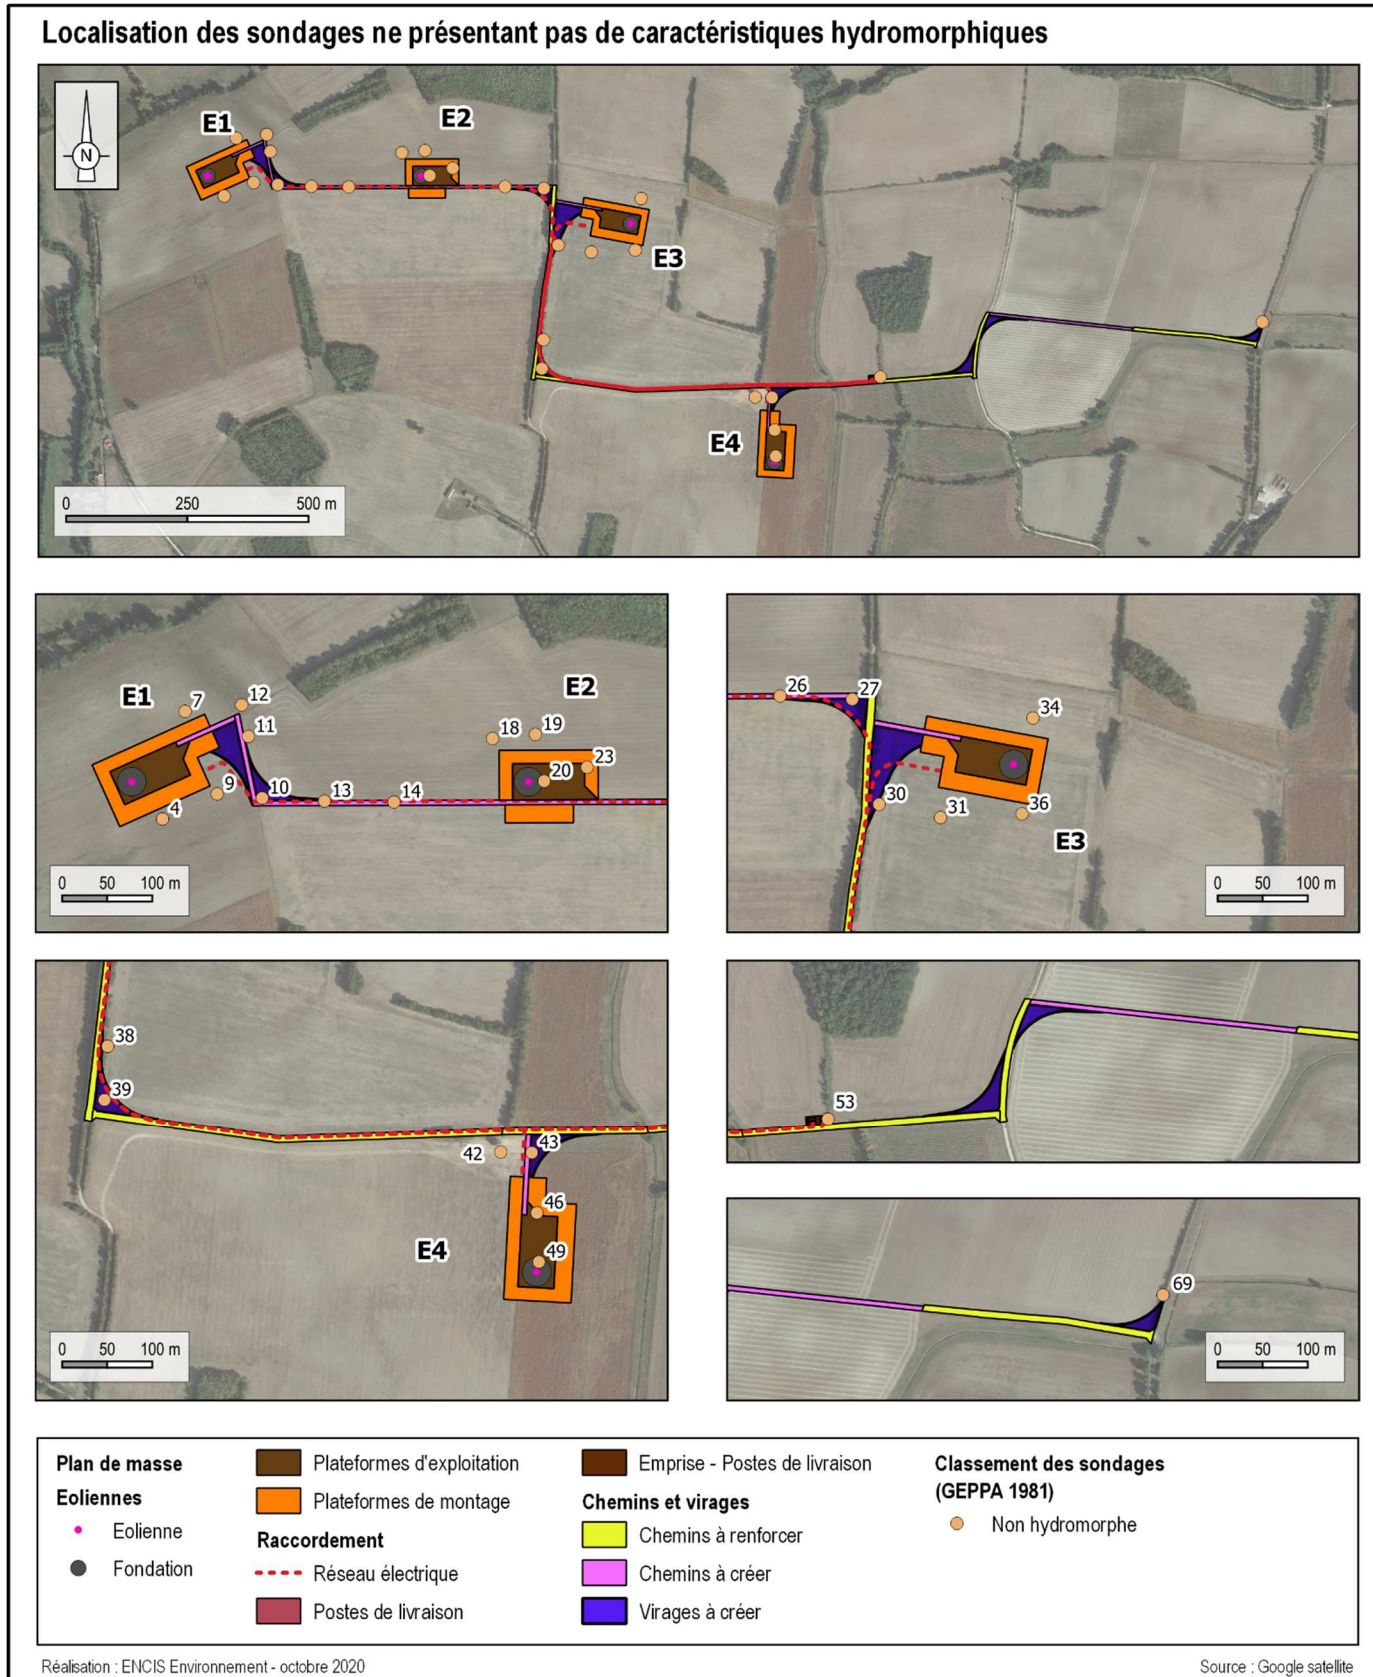 Localisation des sondages ne présentant pas de caractéristiques hydromorphiques
N
E1
E2
E3
E4
0 250 500 m
E1
7
12
11
9
4
10
13
14
E2
18
19
20
23
0 50 100 m
26
27
34
30
31
36
E3
0 50 100 m
38
39
42
43
46
49
E4
0 50 100 m
53
69
0 50 100 m
Plan de masse
Eoliennes
Eolienne
Fondation
Plateformes d'exploitation
Plateformes de montage
Raccordement
Réseau électrique
Postes de livraison
Emprise - Postes de livraison
Chemins et virages
Chemins à renforcer
Chemins à créer
Virages à créer
Classement des sondages
(GEPPA 1981)
Non hydromorphe
Réalisation : ENCIS Environnement - octobre 2020
Source : Google satellite